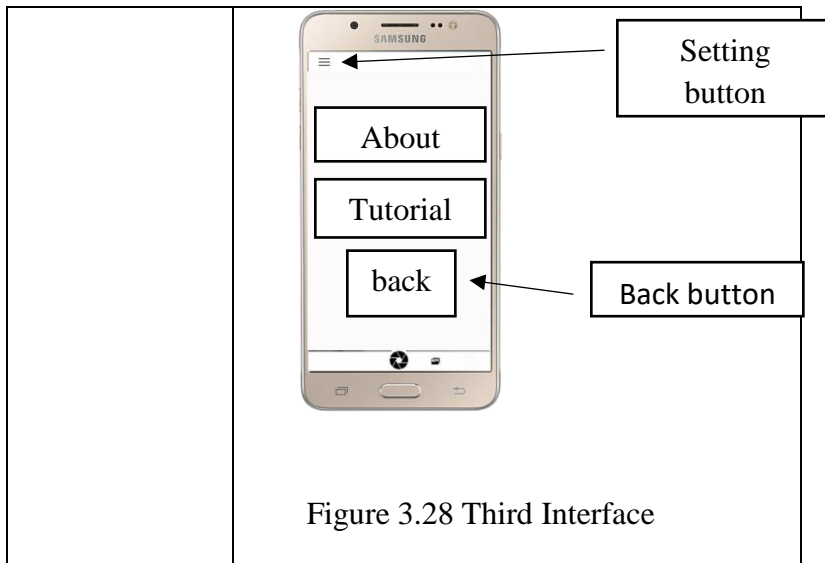 SAMSUNG
Setting
button
About
Tutorial
back
Back button
Figure 3.28 Third Interface